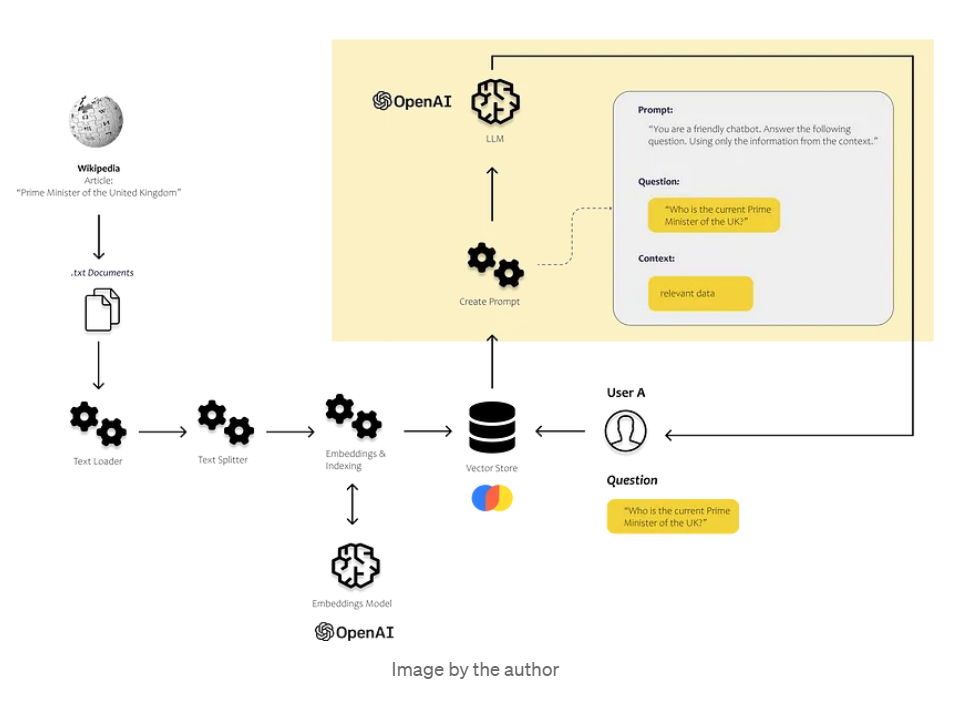 OpenAI
LLM
Prompt:
“You are a friendly chatbot. Answer the following
question. Using only the information from the context.”
Question:
“Who is the current Prime
Minister of the UK?”
Context:
relevant data
Create Prompt
Wikipedia
Article:
“Prime Minister of the United Kingdom”
.txt Documents
Text Loader
Text Splitter
Embeddings &
Indexing
Vector Store
User A
Question
“Who is the current Prime
Minister of the UK?”
Embeddings Model
OpenAI
Image by the author